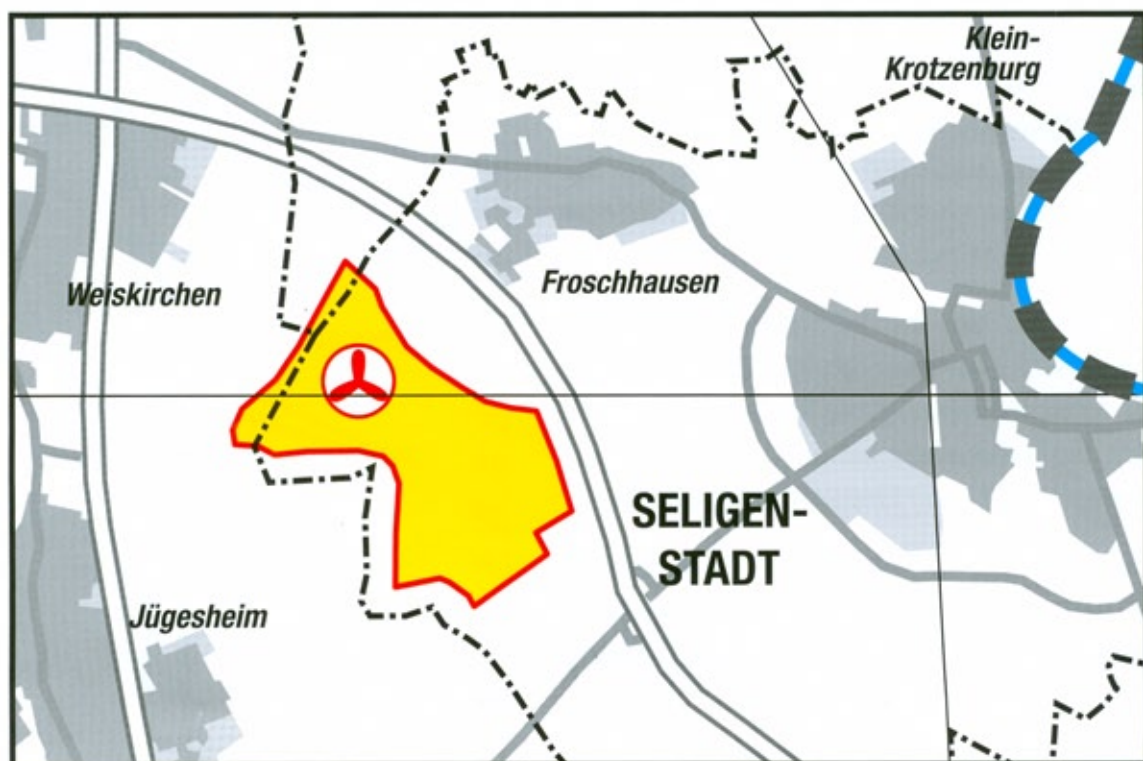 Klein-
Krotzenburg
Weiskirchen
Froschhausen
SELIGEN-
STADT
Jügesheim